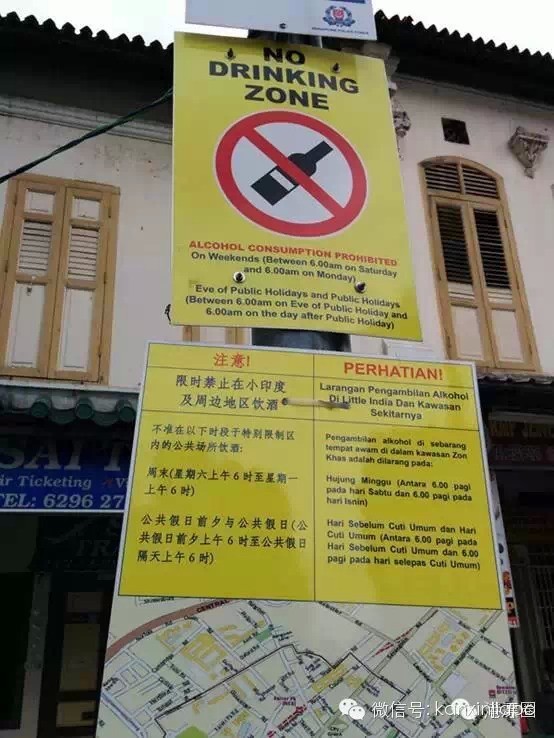 SINGAPORE POLICE FORCE
NO
DRINKING
ZONE
ALCOHOL CONSUMPTION PROHIBITED
On Weekends (Between 6.00am on Saturday
and 6.00am on Monday)
Eve of Public Holidays and Public Holidays
(Between 6.00am on Eve of Public Holiday and
6.00am on the day after Public Holiday)
注意!
限时禁止在小印度
及周边地区饮酒
不准在以下时段于特别限制区
内的公共场所饮酒:
周末(星期六上午6时至星期一
上午6时)
公共假日前夕与公共假日(公
共假日前夕上午6时至公共假日
隔天上午6时)
PERHATIAN!
Larangan Pengambilan Alkohol
Di Little India Dan Kawasan
Sekitarnya
Pengambilan alkohol di sebarang
tempat awam di dalam kawasan Zon
Khas adalah dilarang pada:
Hujung Minggu (Antara 6.00 pagi
pada hari Sabtu dan 6.00 pagi pada
hari Isnin)
Hari Sebelum Cuti Umum dan Hari
Cuti Umum (Antara 6.00 pagi pada
Hari Sebelum Cuti Umum dan 6.00
pagi pada hari selepas Cuti Umum)
Ticketing
TEL: 6296 27
CENTRAL
微信号: